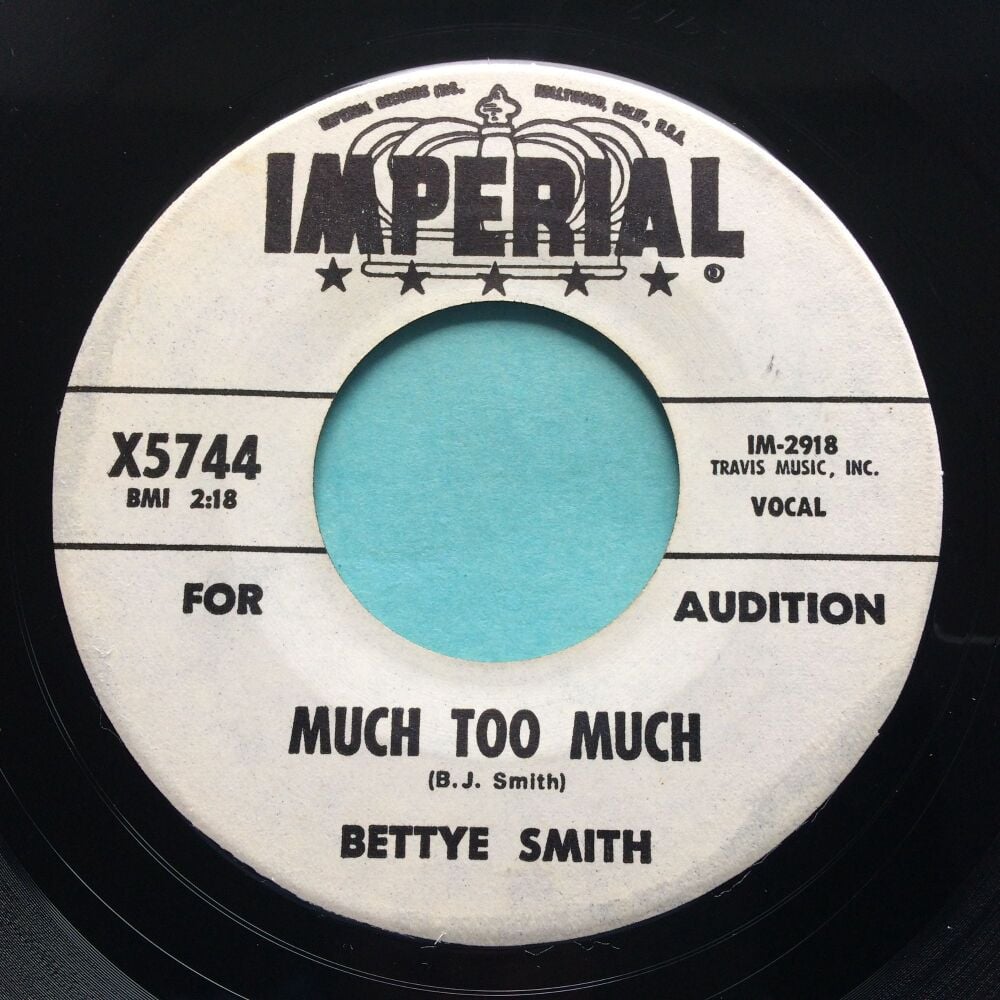 IMPERIAL RECORDS INC. HOLLYWOOD, CALIF., U.S.A.
IMPERIAL
®
X5744
BMI 2:18
IM-2918
TRAVIS MUSIC, INC.
VOCAL
FOR AUDITION
MUCH TOO MUCH
(B.J. Smith)
BETTYE SMITH